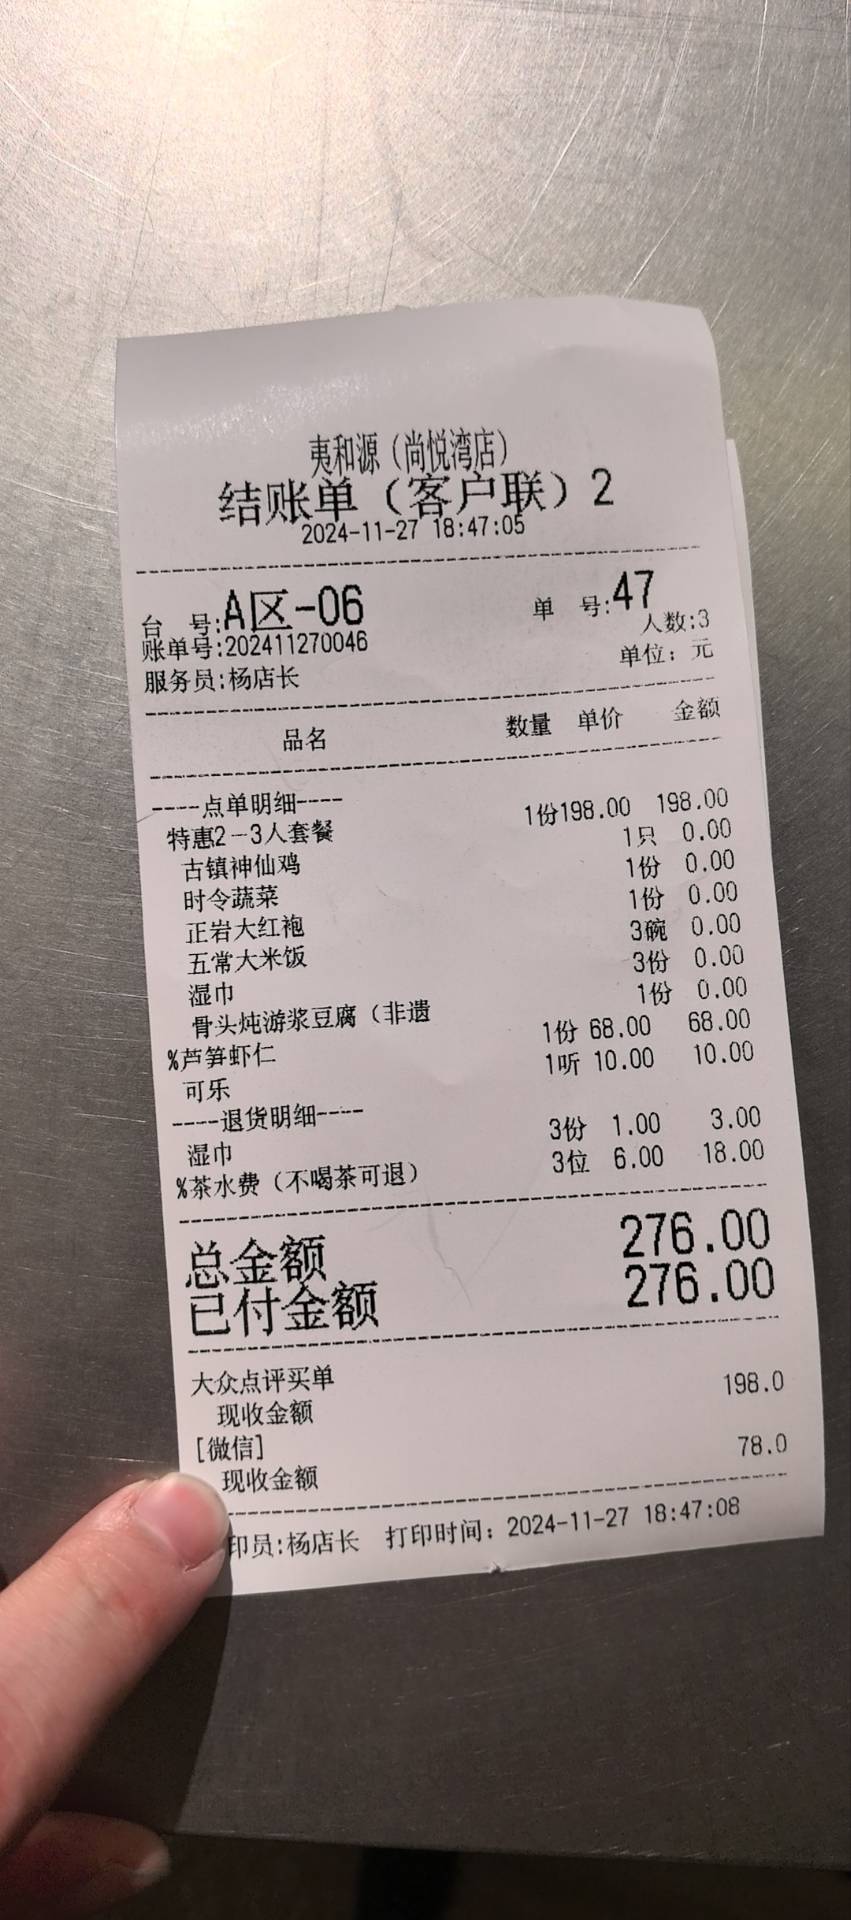 夷和源（尚悦湾店）
结账单（客户联）2
2024-11-27 18:47:05
台 号:A区-06 单 号:47
账单号:202411270046 人数:3
服务员:杨店长 单位: 元
品名 数量 单价 金额
----点单明细----
特惠2-3人套餐 1份198.00 198.00
古镇神仙鸡 1只 0.00
时令蔬菜 1份 0.00
正岩大红袍 1份 0.00
五常大米饭 3碗 0.00
湿巾 3份 0.00
骨头炖游浆豆腐（非遗 1份 0.00
%芦笋虾仁 1份 68.00 68.00
可乐 1听 10.00 10.00
----退货明细----
湿巾 3份 1.00 3.00
%茶水费（不喝茶可退） 3位 6.00 18.00
总金额 276.00
已付金额 276.00
大众点评买单
现收金额 198.0
[微信]
现收金额 78.0
印员:杨店长 打印时间: 2024-11-27 18:47:08